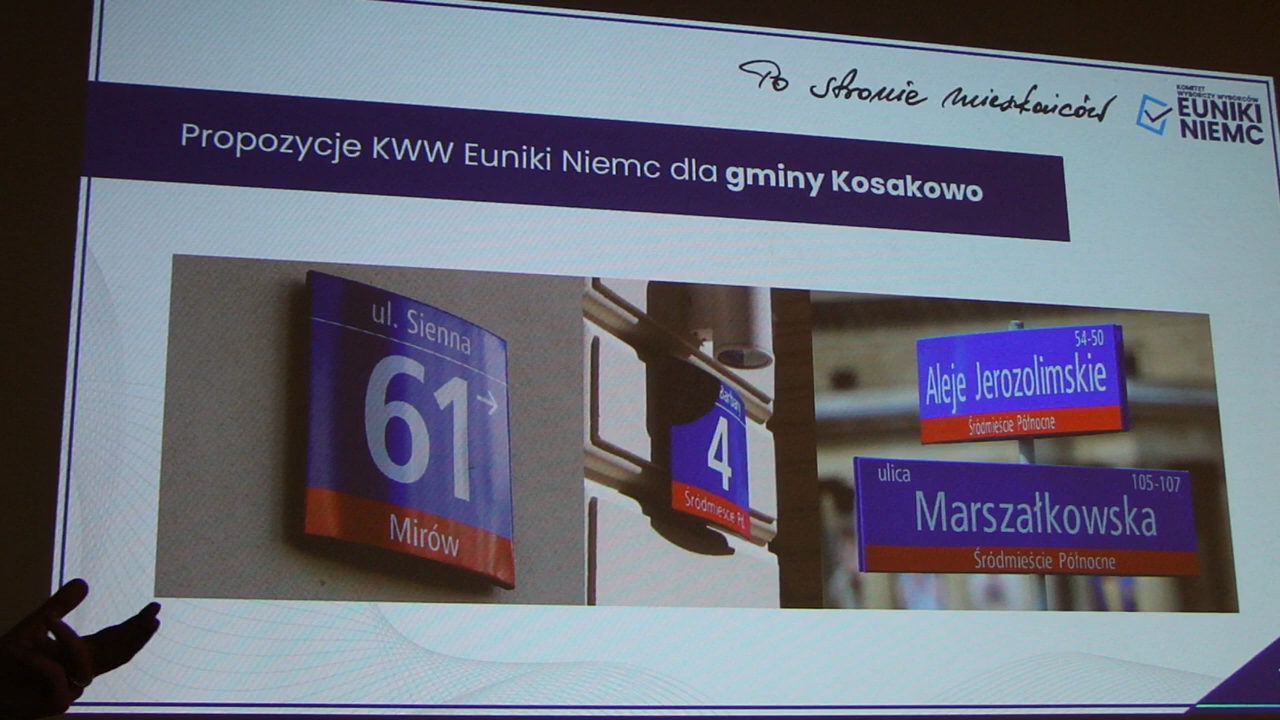 Po stronie mieszkańców
KOMITET
WYBORCZY WYBORCÓW
EUNIKI
NIEMC
Propozycje KWW Euniki Niemc dla gminy Kosakowo
ul. Sienna
61
Mirów
4
Śródmieście Pł.
54-50
Aleje Jerozolimskie
Śródmieście Północne
ulica
105-107
Marszałkowska
Śródmieście Północne